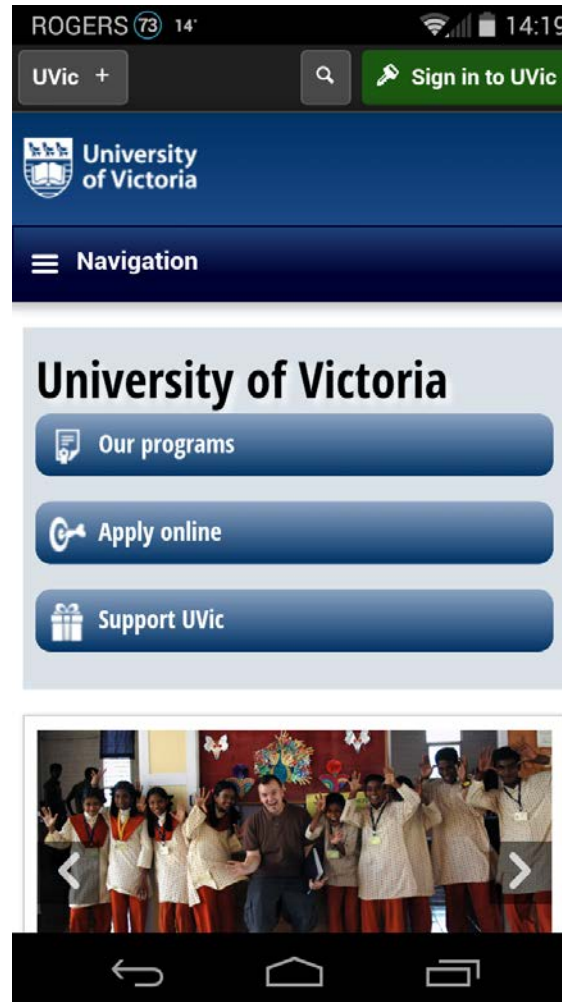 ROGERS 73 14° 14:19
UVic + Sign in to UVic
University
of Victoria
Navigation
University of Victoria
Our programs
Apply online
Support UVic